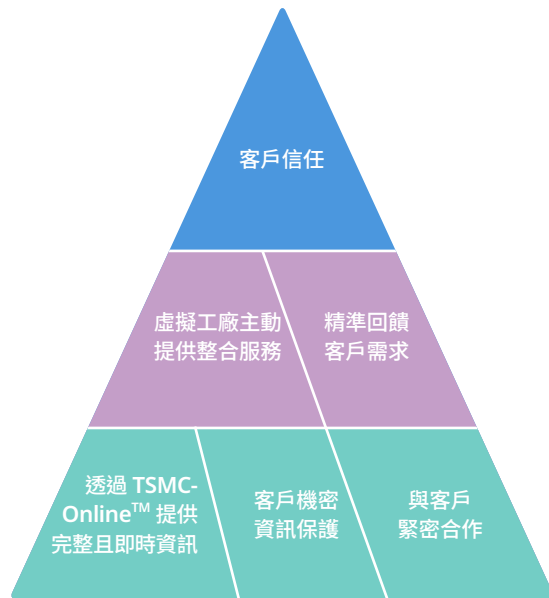 客戶信任
虛擬工廠主動
提供整合服務
精準回饋
客戶需求
透過 TSMC-
Online™ 提供
完整且即時資訊
客戶機密
資訊保護
與客戶
緊密合作